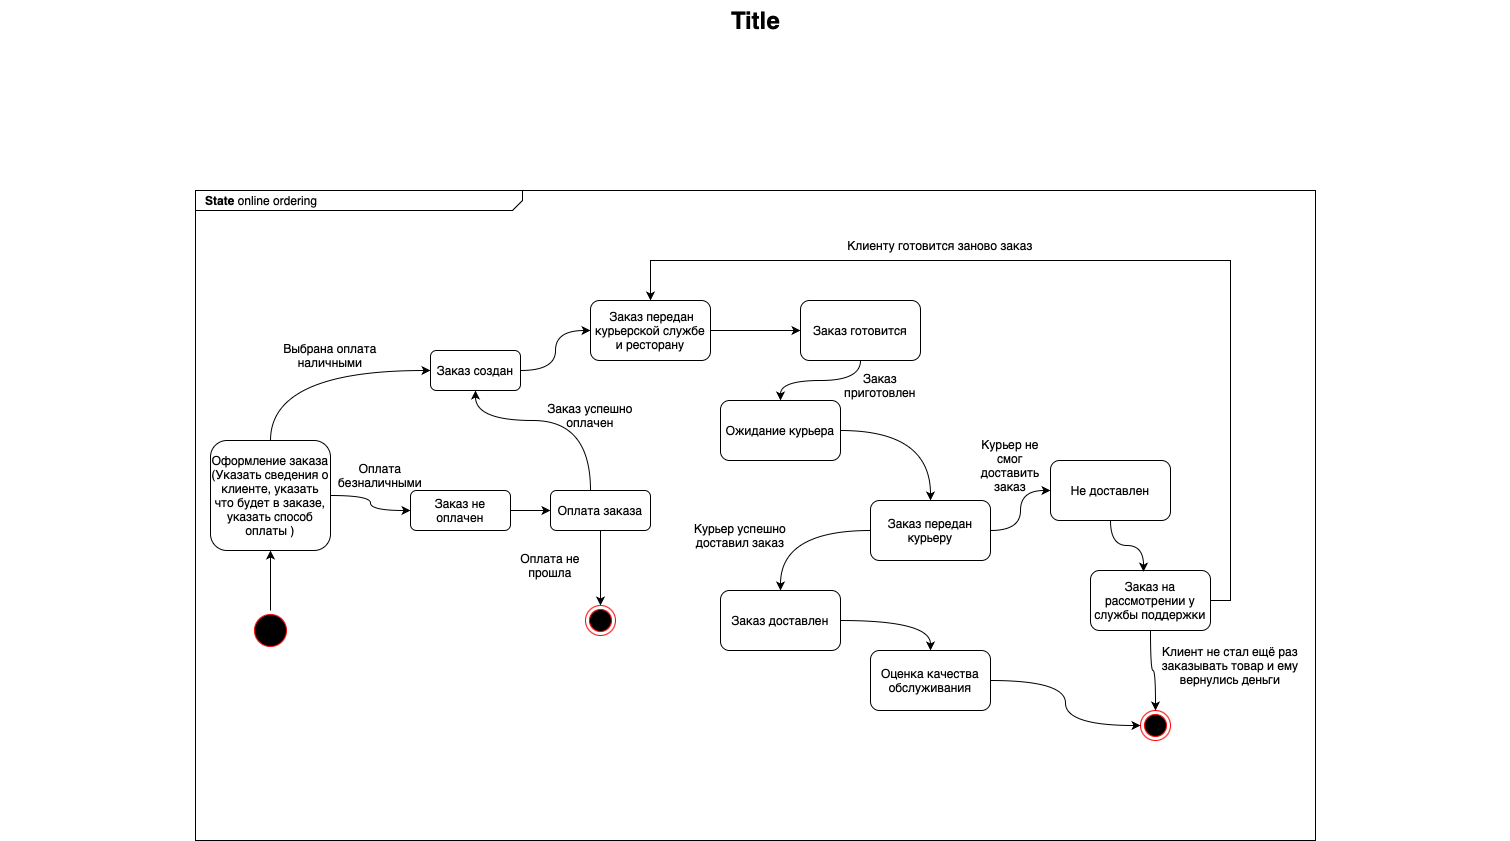 Title
State online ordering
Клиенту готовится заново заказ
Заказ передан
курьерской службе
и ресторану
Заказ готовится
Выбрана оплата
наличными
Заказ создан
Заказ
приготовлен
Заказ успешно
оплачен
Ожидание курьера
Курьер не
смог
доставить
заказ
Оформление заказа
(Указать сведения о
клиенте, указать
что будет в заказе,
указать способ
оплаты )
Оплата
безналичными
Заказ не
оплачен
Оплата заказа
Не доставлен
Заказ передан
курьеру
Курьер успешно
доставил заказ
Оплата не
прошла
Заказ на
рассмотрении у
службы поддержки
Заказ доставлен
Клиент не стал ещё раз
заказывать товар и ему
вернулись деньги
Оценка качества
обслуживания